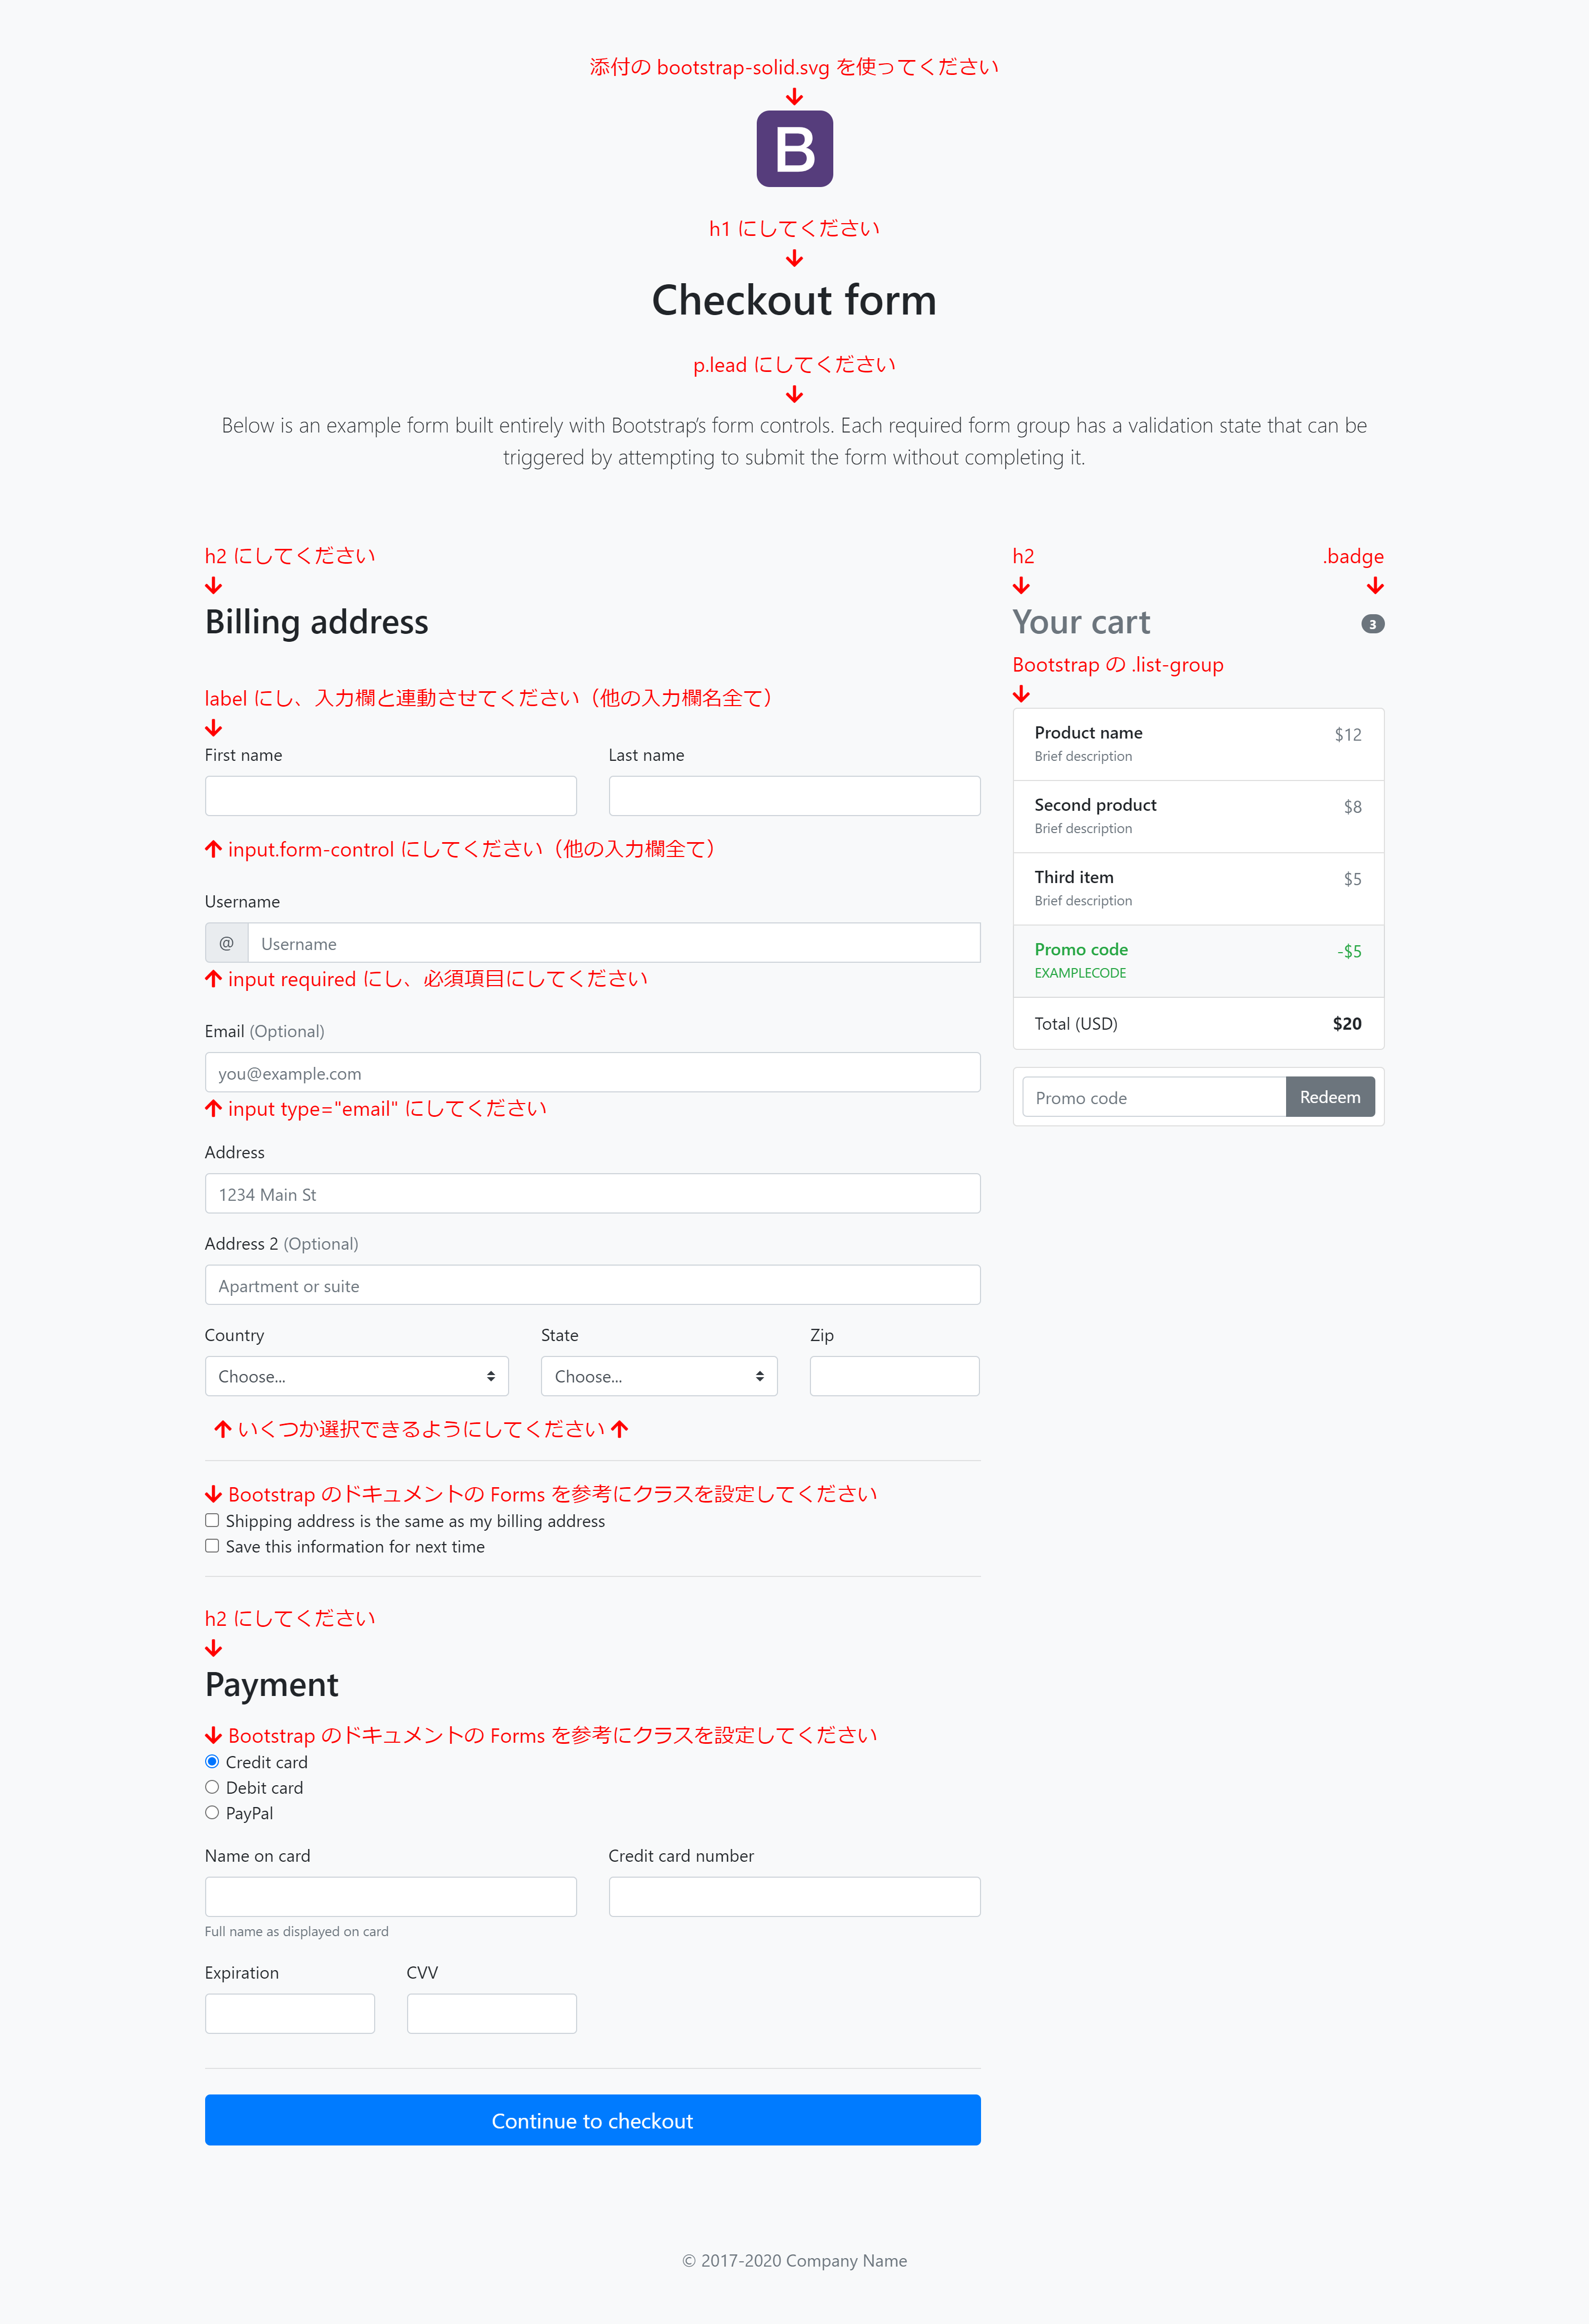 添付の bootstrap-solid.svg を使ってください
↓
B
h1 にしてください
↓
Checkout form
p.lead にしてください
↓
Below is an example form built entirely with Bootstrap’s form controls. Each required form group has a validation state that can be
triggered by attempting to submit the form without completing it.
h2 にしてください
↓
Billing address
label にし、入力欄と連動させてください（他の入力欄名全て）
↓
First name Last name
↑ input.form-control にしてください（他の入力欄全て）
Username
@ Username
↑ input required にし、必須項目にしてください
Email (Optional)
you@example.com
↑ input type="email" にしてください
Address
1234 Main St
Address 2 (Optional)
Apartment or suite
Country State Zip
Choose... Choose...
↑ いくつか選択できるようにしてください ↑
↓ Bootstrap のドキュメントの Forms を参考にクラスを設定してください
Shipping address is the same as my billing address
Save this information for next time
h2 にしてください
↓
Payment
↓ Bootstrap のドキュメントの Forms を参考にクラスを設定してください
Credit card
Debit card
PayPal
Name on card Credit card number
Full name as displayed on card
Expiration CVV
Continue to checkout
h2 .badge
↓ ↓
Your cart 3
Bootstrap の .list-group
↓
Product name $12
Brief description
Second product $8
Brief description
Third item $5
Brief description
Promo code -$5
EXAMPLECODE
Total (USD) $20
Promo code Redeem
© 2017-2020 Company Name